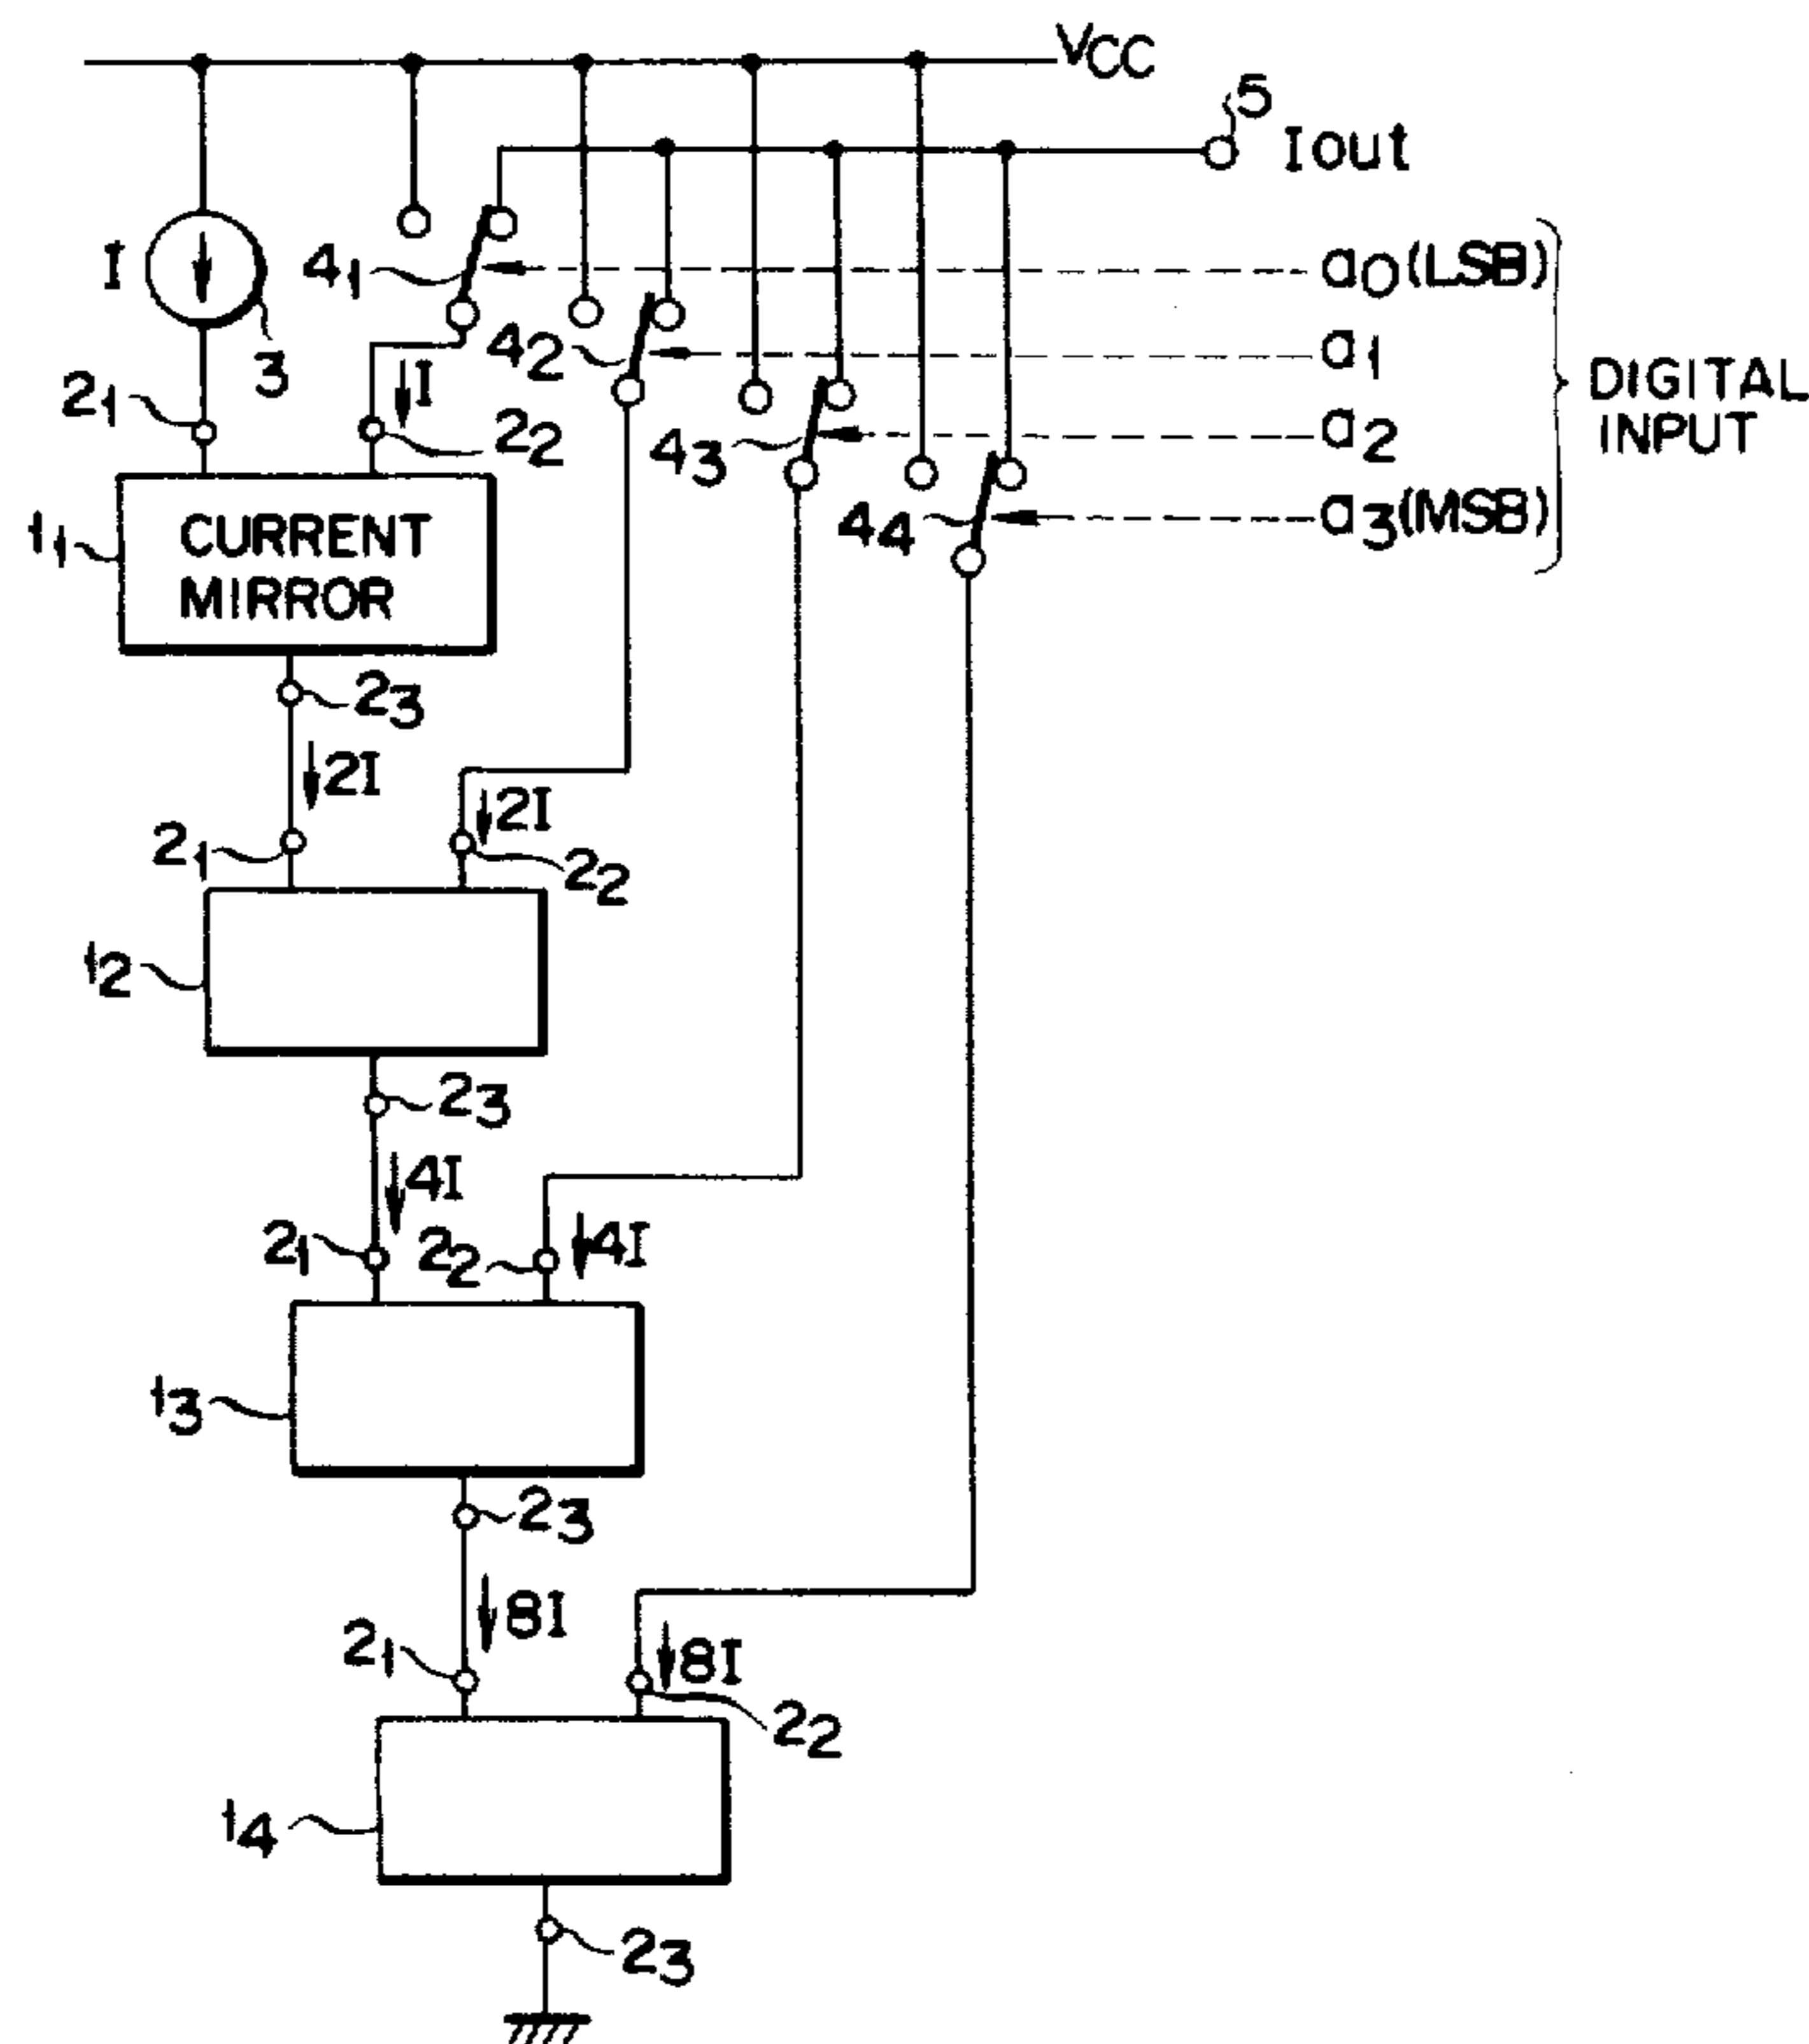 VCC
5
Iout
I
3
41
a0(LSB)
42
a1
43
a2
44
a3(MSB)
DIGITAL
INPUT
21
I
22
11
CURRENT
MIRROR
23
2I
2I
21
22
12
23
4I
21
22
4I
13
23
8I
21
8I
22
14
23